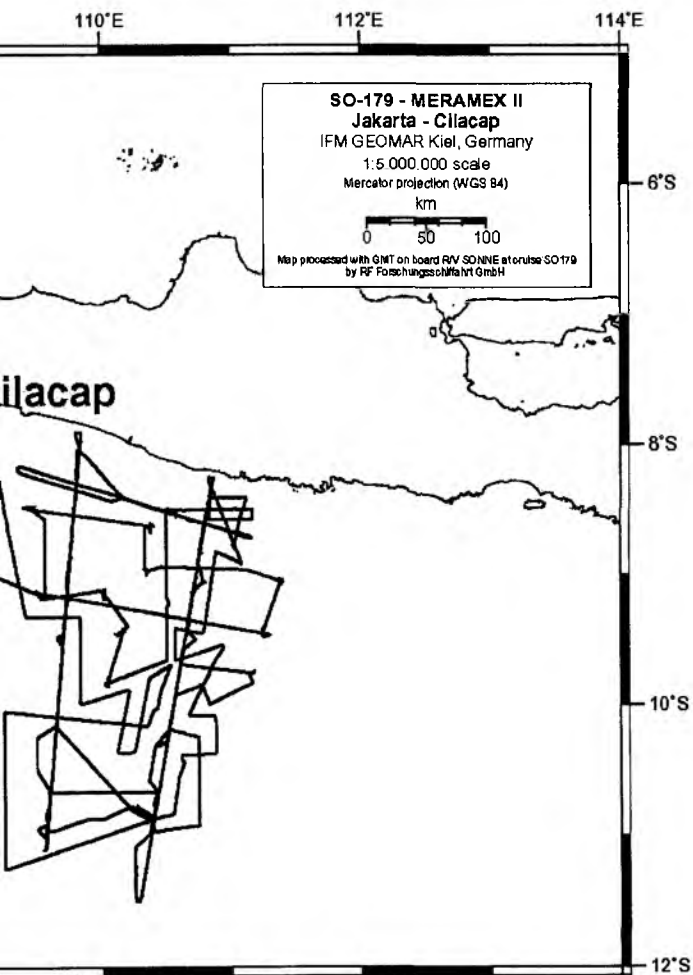 110°E 112°E 114°E
SO-179 - MERAMEX II
Jakarta - Cilacap
IFM GEOMAR Kiel, Germany
1:5.000.000 scale
Mercator projection (WGS 84)
km
0 50 100
Map processed with GMT on board R/V SONNE at cruise SO179
by RF Forschungsschiffahrt GmbH
6°S
ilacap
8°S
10°S
12°S